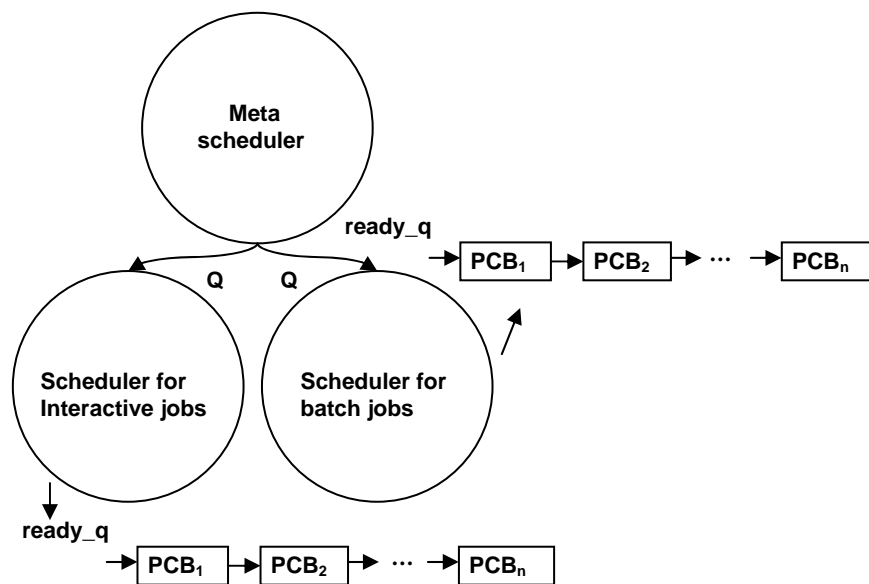 Meta
scheduler
ready_q
PCB₁ PCB₂ ... PCBₙ
Q Q
Scheduler for
Interactive jobs
Scheduler for
batch jobs
ready_q
PCB₁ PCB₂ ... PCBₙ